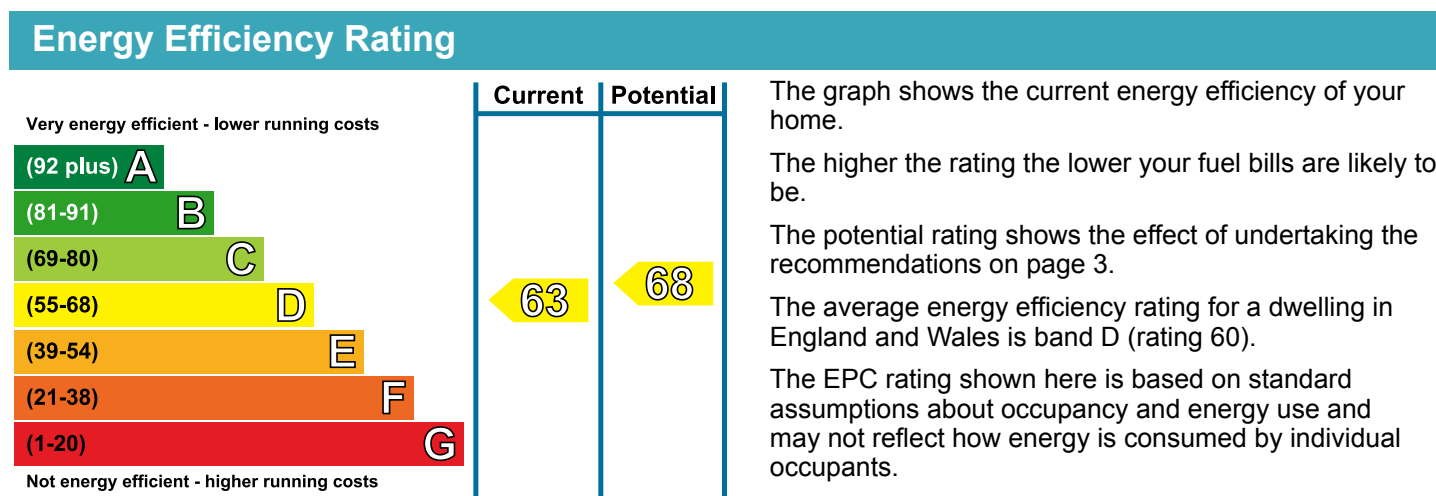 Energy Efficiency Rating
Current Potential
Very energy efficient - lower running costs
(92 plus) A
(81-91) B
(69-80) C
(55-68) D
(39-54) E
(21-38) F
(1-20) G
Not energy efficient - higher running costs
63
68
The graph shows the current energy efficiency of your
home.
The higher the rating the lower your fuel bills are likely to
be.
The potential rating shows the effect of undertaking the
recommendations on page 3.
The average energy efficiency rating for a dwelling in
England and Wales is band D (rating 60).
The EPC rating shown here is based on standard
assumptions about occupancy and energy use and
may not reflect how energy is consumed by individual
occupants.